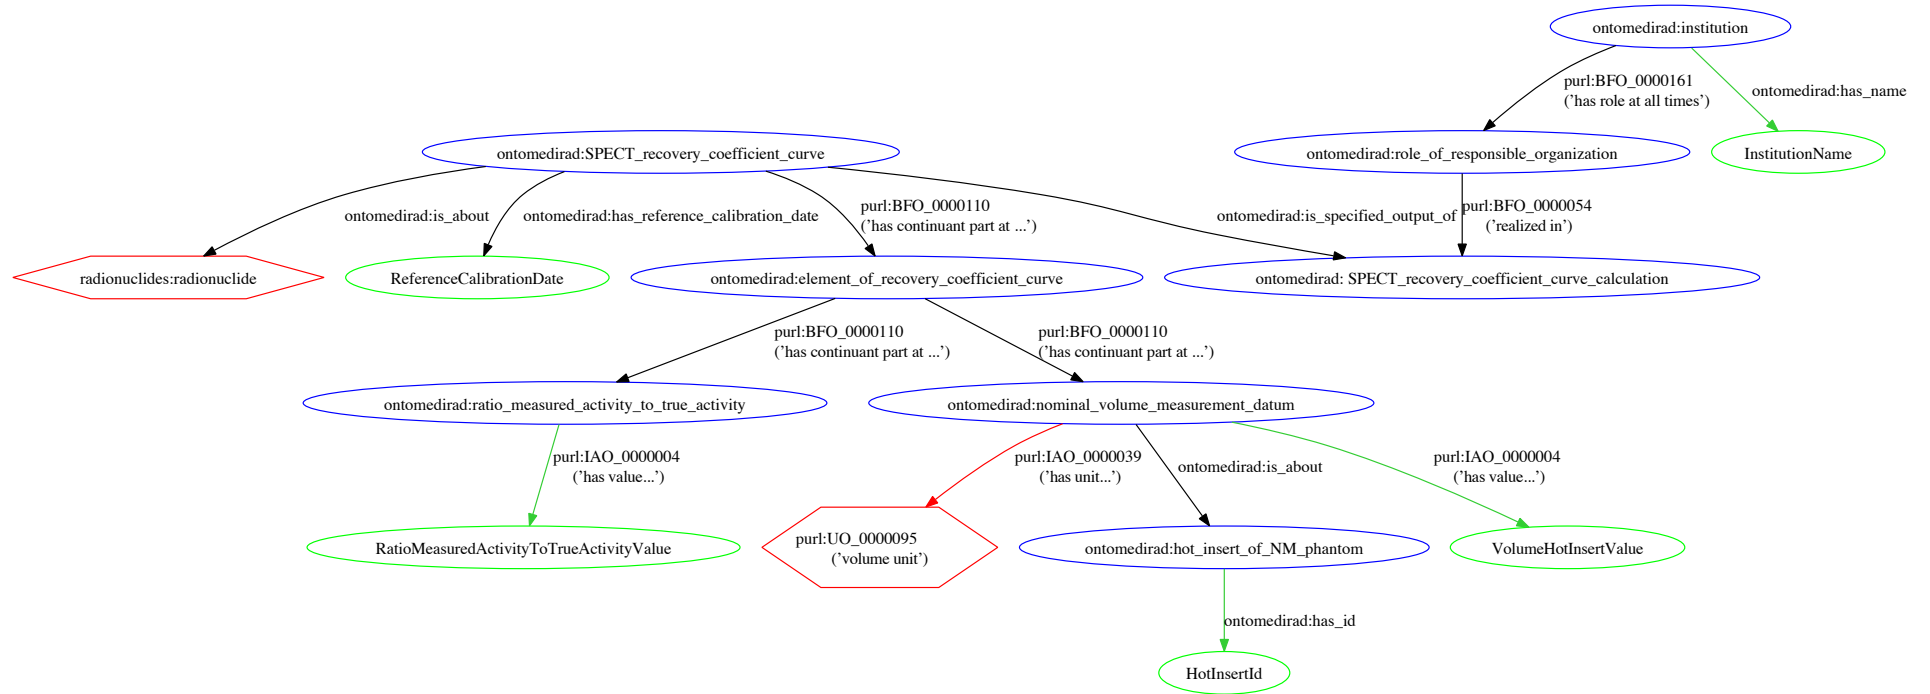 ontomedirad:institution
purl:BFO_0000161
('has role at all times')
ontomedirad:has_name
ontomedirad:SPECT_recovery_coefficient_curve
ontomedirad:role_of_responsible_organization
InstitutionName
ontomedirad:is_about
ontomedirad:has_reference_calibration_date
purl:BFO_0000110
('has continuant part at ...')
ontomedirad:is_specified_output_of
purl:BFO_0000054
('realized in')
radionuclides:radionuclide
ReferenceCalibrationDate
ontomedirad:element_of_recovery_coefficient_curve
ontomedirad: SPECT_recovery_coefficient_curve_calculation
purl:BFO_0000110
('has continuant part at ...')
purl:BFO_0000110
('has continuant part at ...')
ontomedirad:ratio_measured_activity_to_true_activity
ontomedirad:nominal_volume_measurement_datum
purl:IAO_0000004
('has value...')
purl:IAO_0000039
('has unit...')
ontomedirad:is_about
purl:IAO_0000004
('has value...')
RatioMeasuredActivityToTrueActivityValue
purl:UO_0000095
('volume unit')
ontomedirad:hot_insert_of_NM_phantom
VolumeHotInsertValue
ontomedirad:has_id
HotInsertId